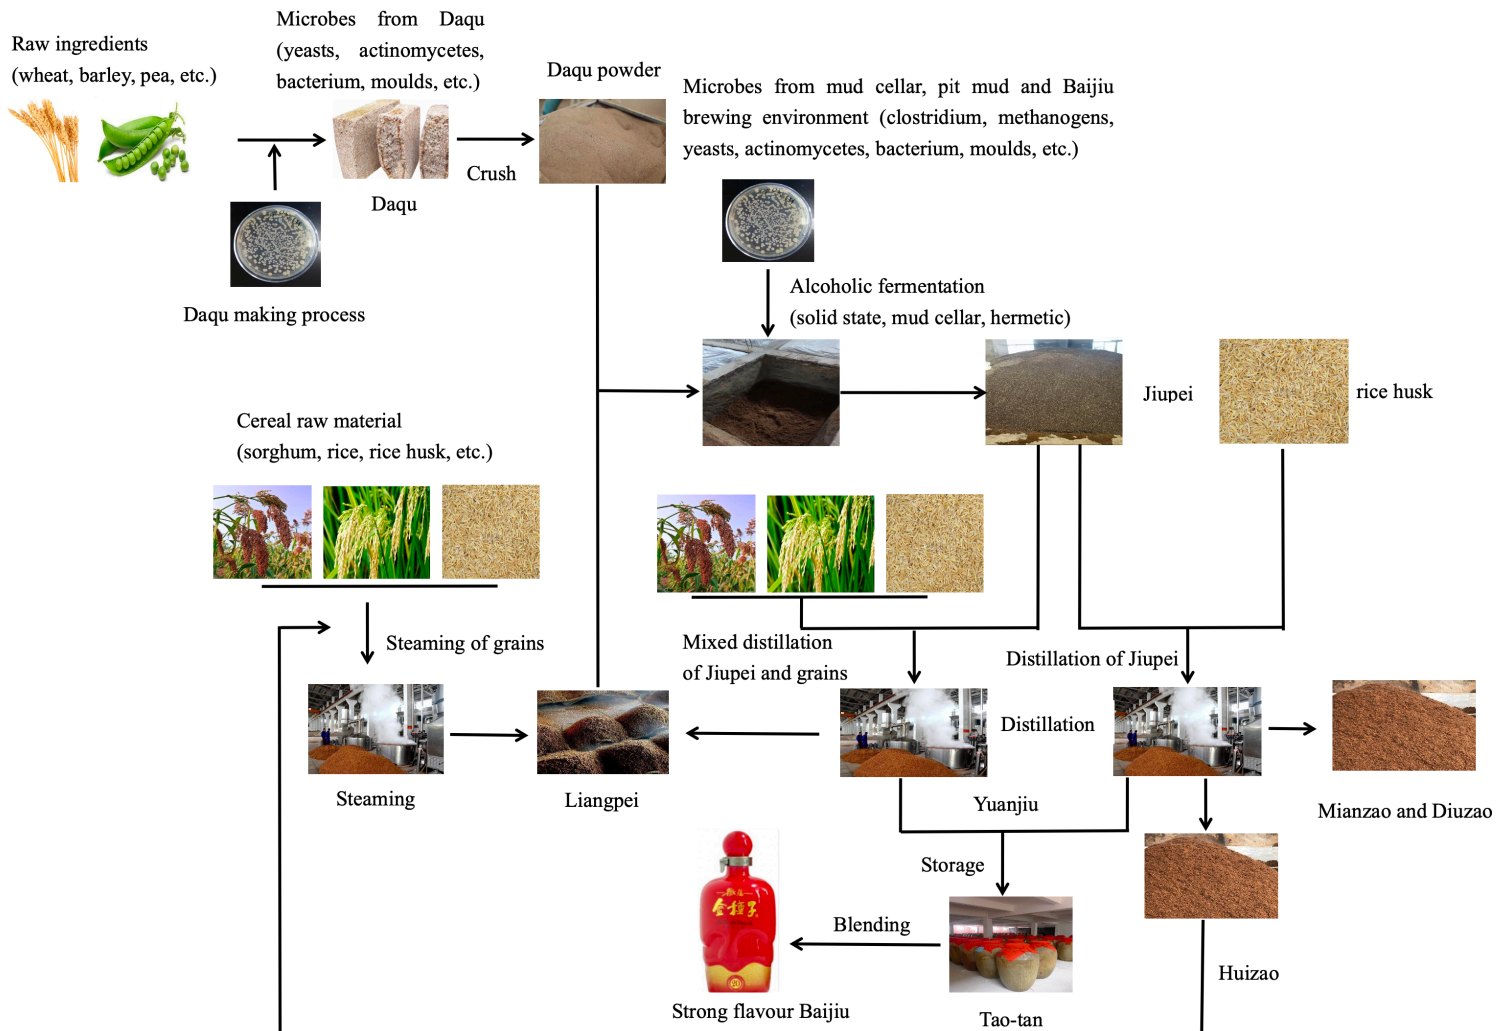 Raw ingredients
(wheat, barley, pea, etc.)
Microbes from Daqu
(yeasts, actinomycetes,
bacterium, moulds, etc.)
Daqu powder
Microbes from mud cellar, pit mud and Baijiu
brewing environment (clostridium, methanogens,
yeasts, actinomycetes, bacterium, moulds, etc.)
Crush
Daqu
Daqu making process
Alcoholic fermentation
(solid state, mud cellar, hermetic)
Jiupei
rice husk
Cereal raw material
(sorghum, rice, rice husk, etc.)
Steaming of grains
Mixed distillation
of Jiupei and grains
Distillation of Jiupei
Distillation
Steaming
Liangpei
Yuanjiu
Mianzao and Diuzao
Storage
金種子
Blending
Huizao
Strong flavour Baijiu
Tao-tan